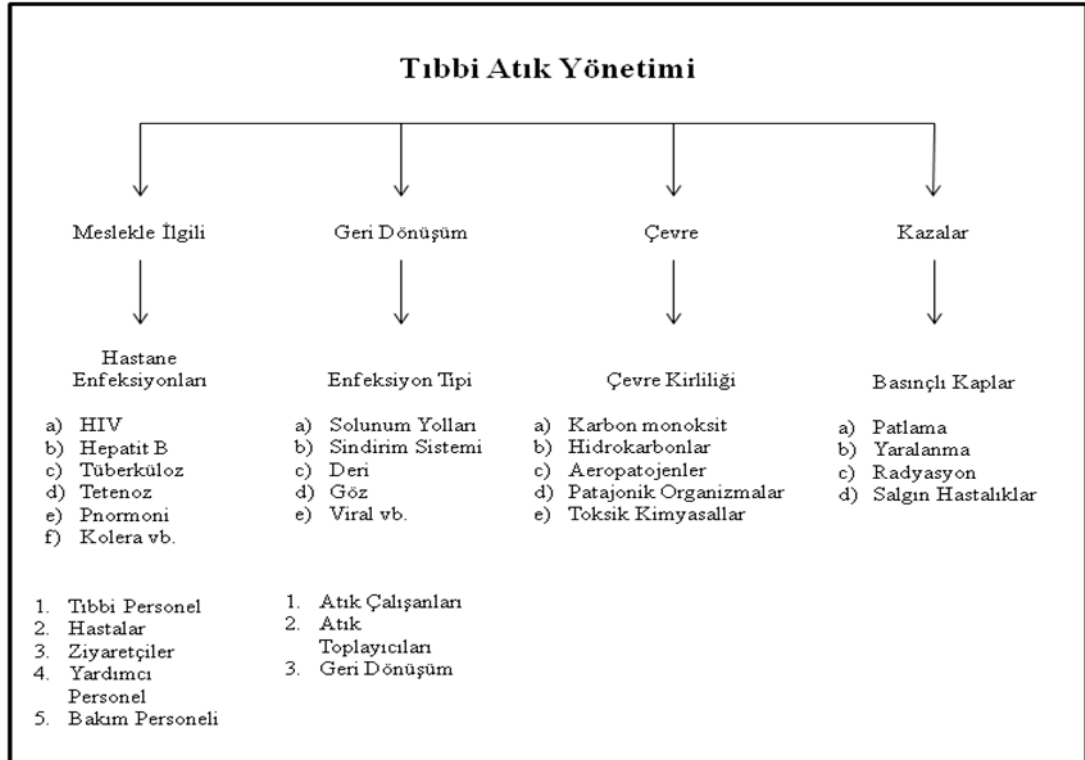 Tıbbi Atık Yönetimi
Meslekle İlgili
Geri Dönüşüm
Çevre
Kazalar
Hastane
Enfeksiyonları
a) HIV
b) Hepatit B
c) Tüberküloz
d) Tetenoz
e) Pnormoni
f) Kolera vb.
1. Tıbbi Personel
2. Hastalar
3. Ziyaretçiler
4. Yardımcı
Personel
5. Bakım Personeli
Enfeksiyon Tipi
a) Solunum Yolları
b) Sindirim Sistemi
c) Deri
d) Göz
e) Viral vb.
1. Atık Çalışanları
2. Atık
Toplayıcıları
3. Geri Dönüşüm
Çevre Kirliliği
a) Karbon monoksit
b) Hidrokarbonlar
c) Aeropatojenler
d) Patajonik Organizmalar
e) Toksik Kimyasallar
Basınçlı Kaplar
a) Patlama
b) Yaralanma
c) Radyasyon
d) Salgın Hastalıklar